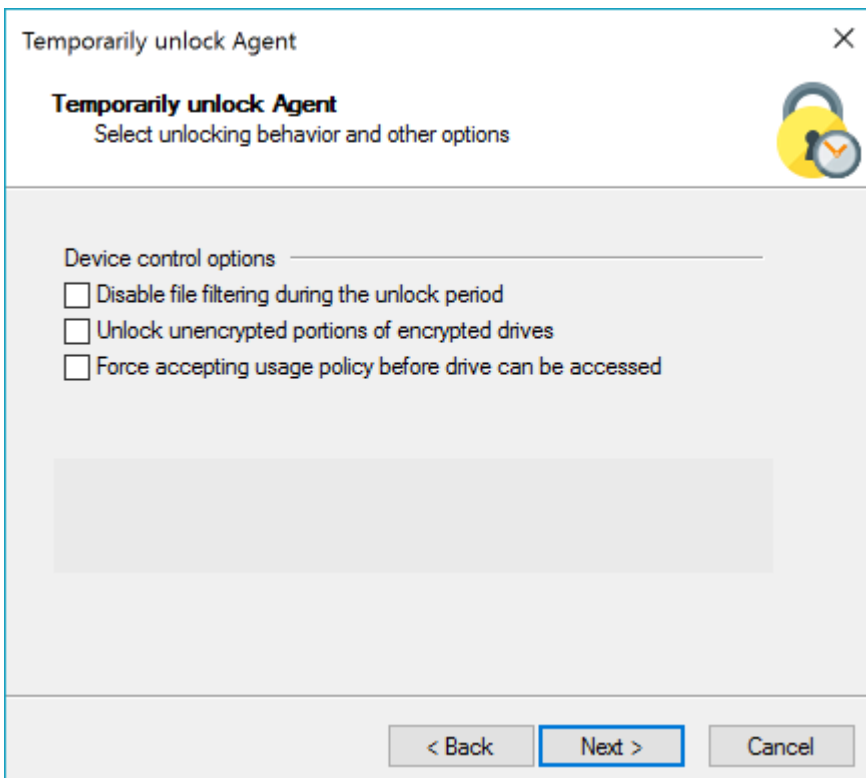 Temporarily unlock Agent
Temporarily unlock Agent
Select unlocking behavior and other options
Device control options
Disable file filtering during the unlock period
Unlock unencrypted portions of encrypted drives
Force accepting usage policy before drive can be accessed
< Back Next > Cancel